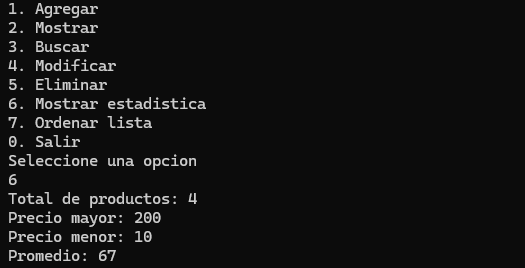 1. Agregar
2. Mostrar
3. Buscar
4. Modificar
5. Eliminar
6. Mostrar estadistica
7. Ordenar lista
0. Salir
Seleccione una opcion
6
Total de productos: 4
Precio mayor: 200
Precio menor: 10
Promedio: 67